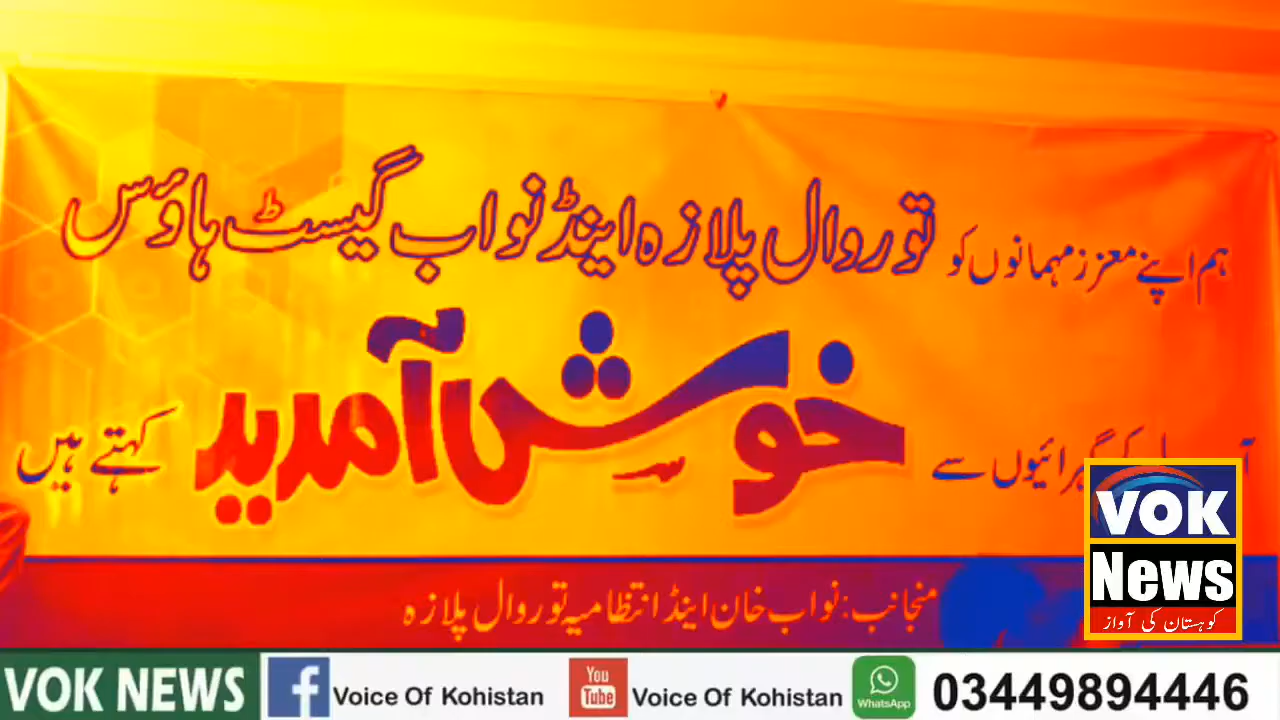 ہم اپنے معزز مہمانوں کو توروال پلازہ اینڈ نواب گیسٹ ہاؤس
گہرائیوں سے خوش آمدید کہتے ہیں
منجانب: نواب خان اینڈ انتظامیہ توروال پلازہ
VOK
News
کوہستان کی آواز
VOK NEWS Voice Of Kohistan You Tube Voice Of Kohistan WhatsApp 03449894446